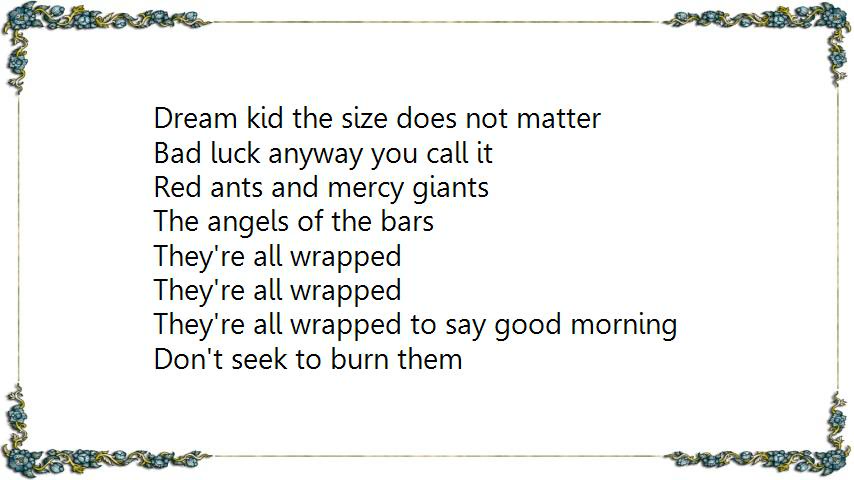 Dream kid the size does not matter
Bad luck anyway you call it
Red ants and mercy giants
The angels of the bars
They're all wrapped
They're all wrapped
They're all wrapped to say good morning
Don't seek to burn them